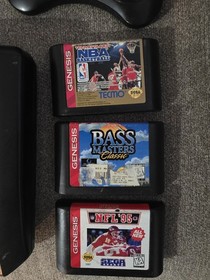 GENESIS
NBA
BASKETBALL
TECMO
GENESIS
BASS
MASTERS
Classic
GENESIS
NFL '95
SEGA